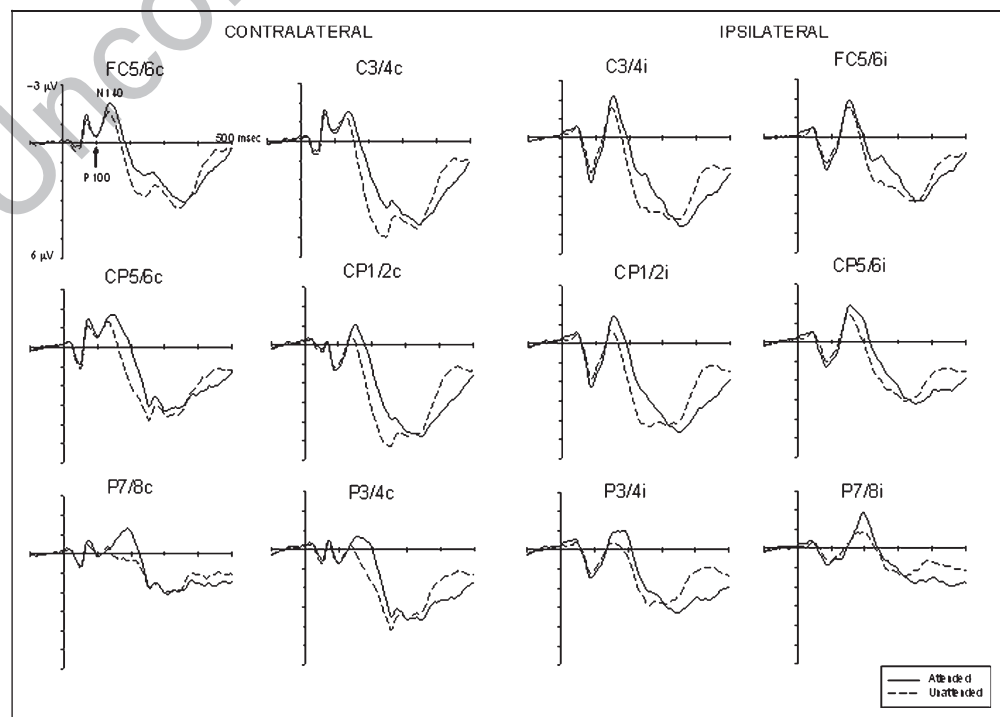 Uncor
CONTRALATERAL IPSILATERAL
FC5/6c C3/4c C3/4i FC5/6i
–3 µV N140
500 msec
P100
6 µV
CP5/6c CP1/2c CP1/2i CP5/6i
P7/8c P3/4c P3/4i P7/8i
Attended
Unattended